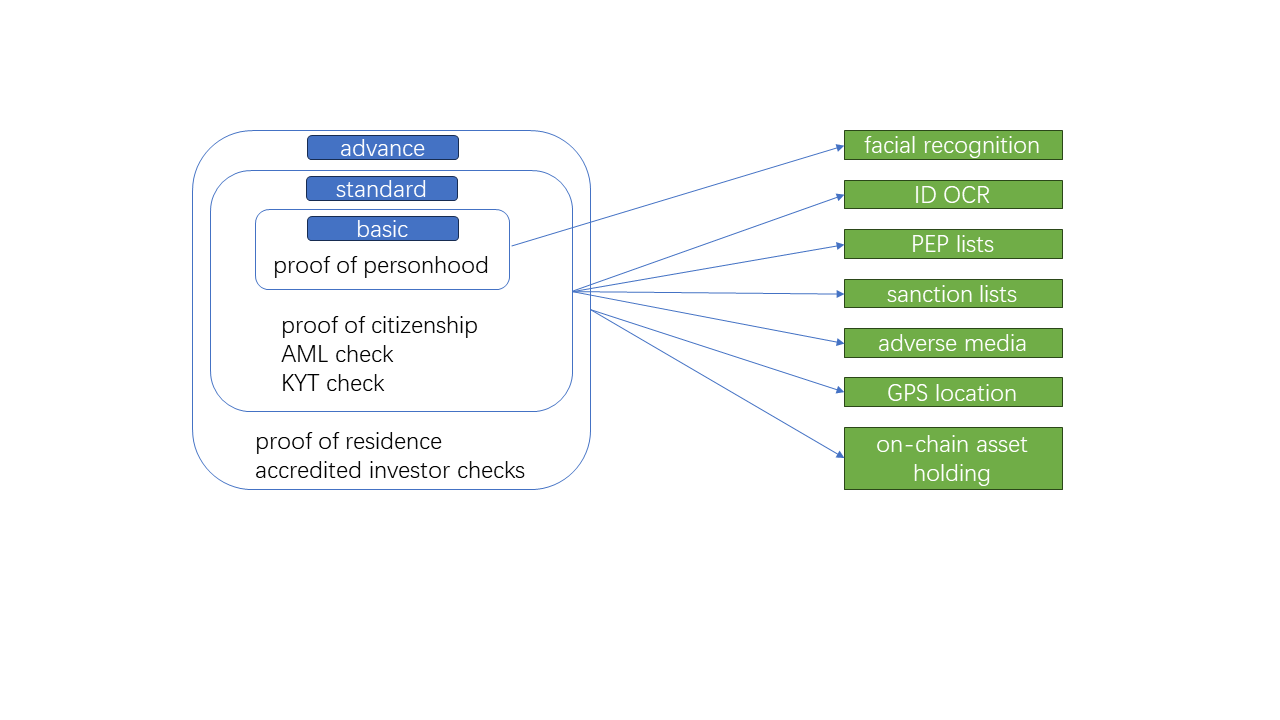 advance
standard
basic
proof of personhood
proof of citizenship
AML check
KYT check
proof of residence
accredited investor checks
facial recognition
ID OCR
PEP lists
sanction lists
adverse media
GPS location
on-chain asset
holding